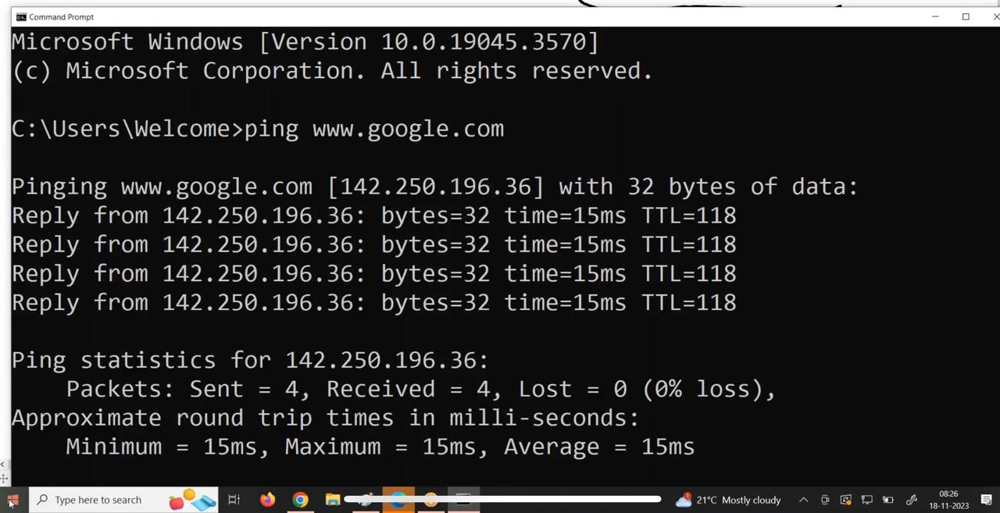 Command Prompt
Microsoft Windows [Version 10.0.19045.3570]
(c) Microsoft Corporation. All rights reserved.
C:\Users\Welcome>ping www.google.com
Pinging www.google.com [142.250.196.36] with 32 bytes of data:
Reply from 142.250.196.36: bytes=32 time=15ms TTL=118
Reply from 142.250.196.36: bytes=32 time=15ms TTL=118
Reply from 142.250.196.36: bytes=32 time=15ms TTL=118
Reply from 142.250.196.36: bytes=32 time=15ms TTL=118
Ping statistics for 142.250.196.36:
Packets: Sent = 4, Received = 4, Lost = 0 (0% loss),
Approximate round trip times in milli-seconds:
Minimum = 15ms, Maximum = 15ms, Average = 15ms
Type here to search
21°C Mostly cloudy
08:26
18-11-2023